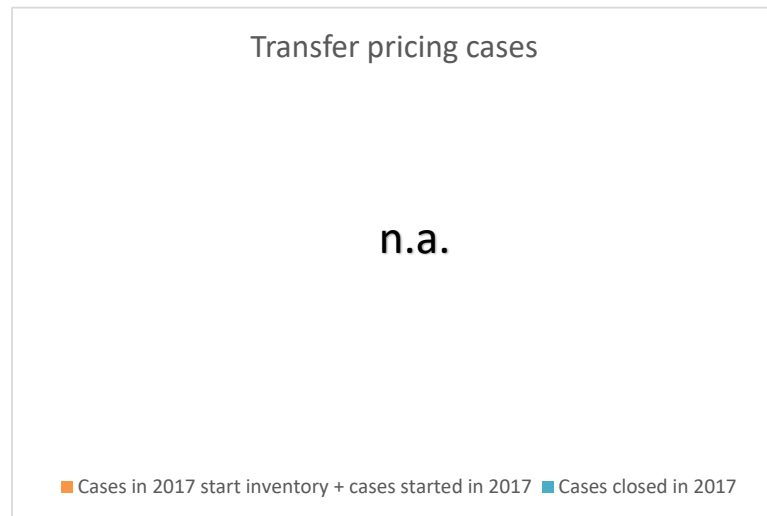 Transfer pricing cases
n.a.
Cases in 2017 start inventory + cases started in 2017 Cases closed in 2017